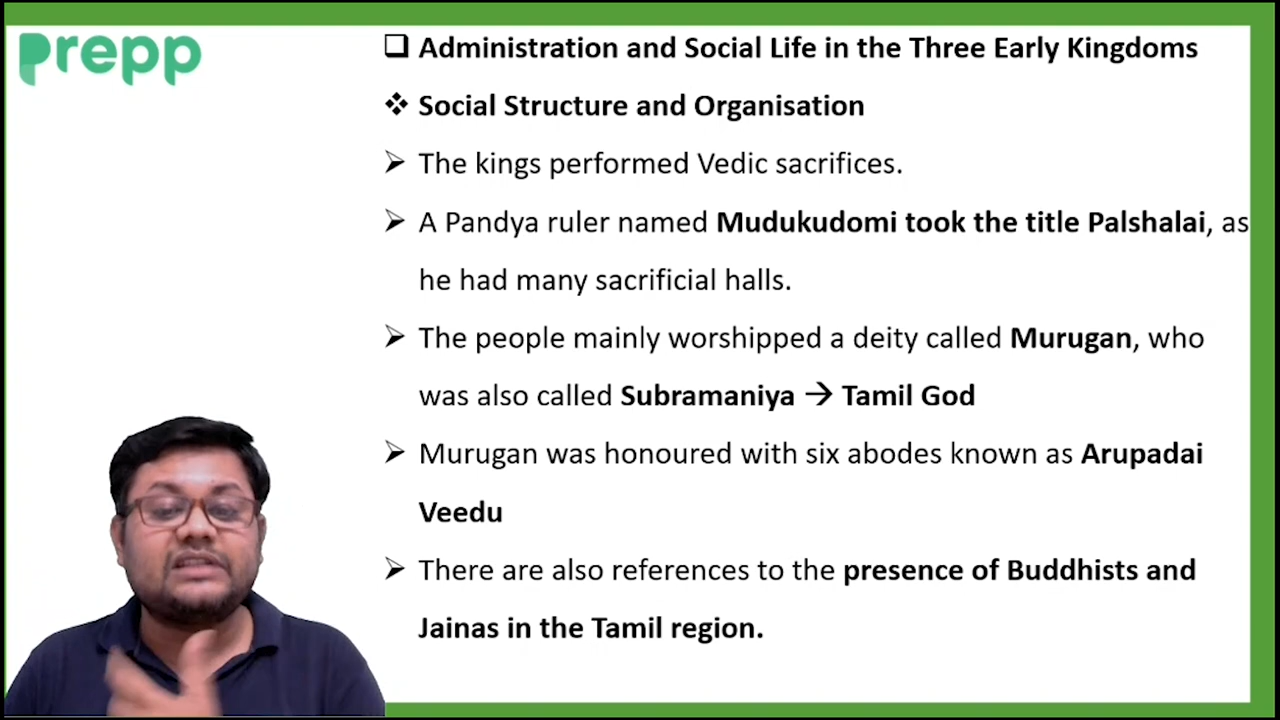 prepp
❑ Administration and Social Life in the Three Early Kingdoms
❖ Social Structure and Organisation
➢ The kings performed Vedic sacrifices.
➢ A Pandya ruler named Mudukudomi took the title Palshalai, as
he had many sacrificial halls.
➢ The people mainly worshipped a deity called Murugan, who
was also called Subramaniya → Tamil God
➢ Murugan was honoured with six abodes known as Arupadai
Veedu
➢ There are also references to the presence of Buddhists and
Jainas in the Tamil region.